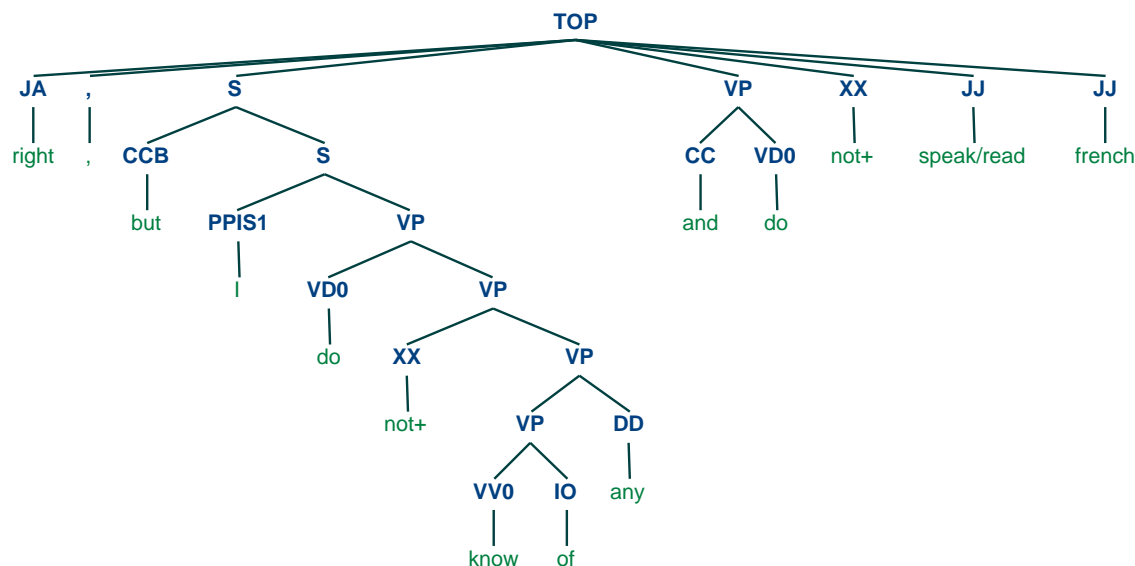 TOP
JA , S VP XX JJ JJ
right , CCB S CC VD0 not+ speak/read french
but PPIS1 VP and do
I VD0 VP
do XX VP
not+ VP DD
VV0 IO any
know of